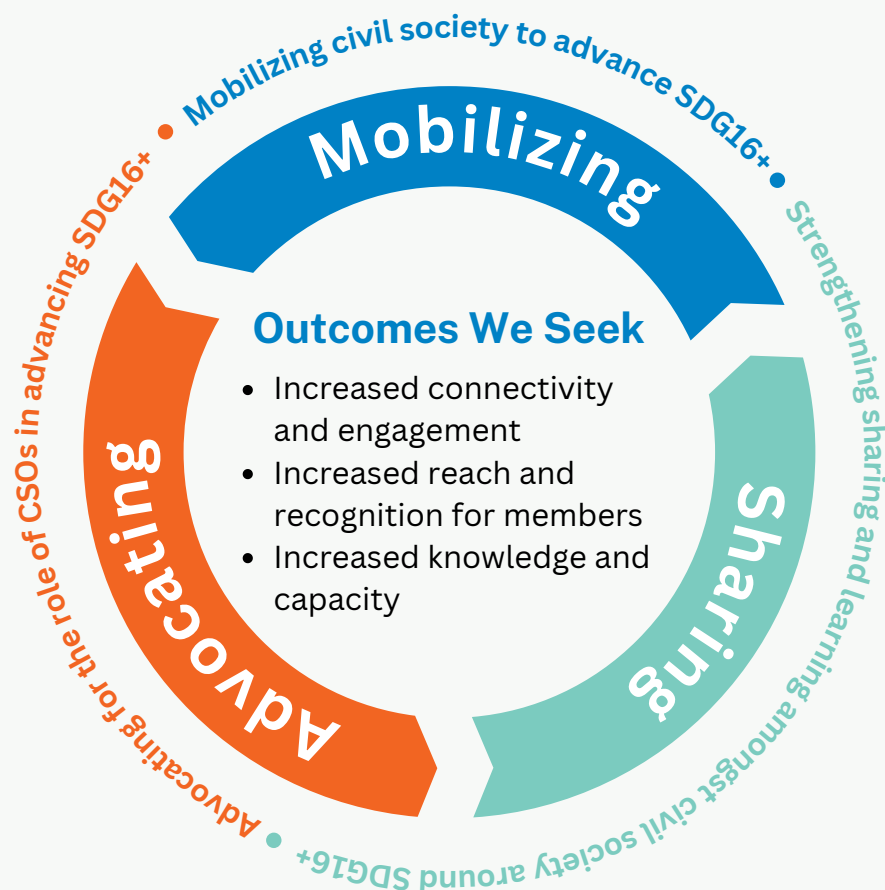 Mobilizing civil society to advance SDG16+
Strengthening sharing and learning amongst civil society around SDG16+
Advocating for the role of CSOs in advancing SDG16+
Mobilizing
Sharing
Advocating
Outcomes We Seek
• Increased connectivity
and engagement
• Increased reach and
recognition for members
• Increased knowledge and
capacity